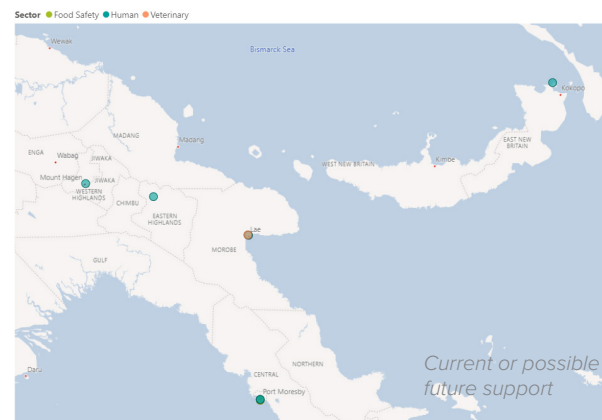 Sector Food Safety Human Veterinary
Wewak
Bismarck Sea
Kokopo
MADANG
Madang
EAST NEW
BRITAIN
ENGA
Wabag
JIWAKA
WEST NEW BRITAIN
Kimbe
Mount Hagen
JIWAKA
WESTERN
HIGHLANDS
CHIMBU
EASTERN
HIGHLANDS
Lae
MOROBE
GULF
NORTHERN
Daru
CENTRAL
Current or possible
future support
Port Moresby